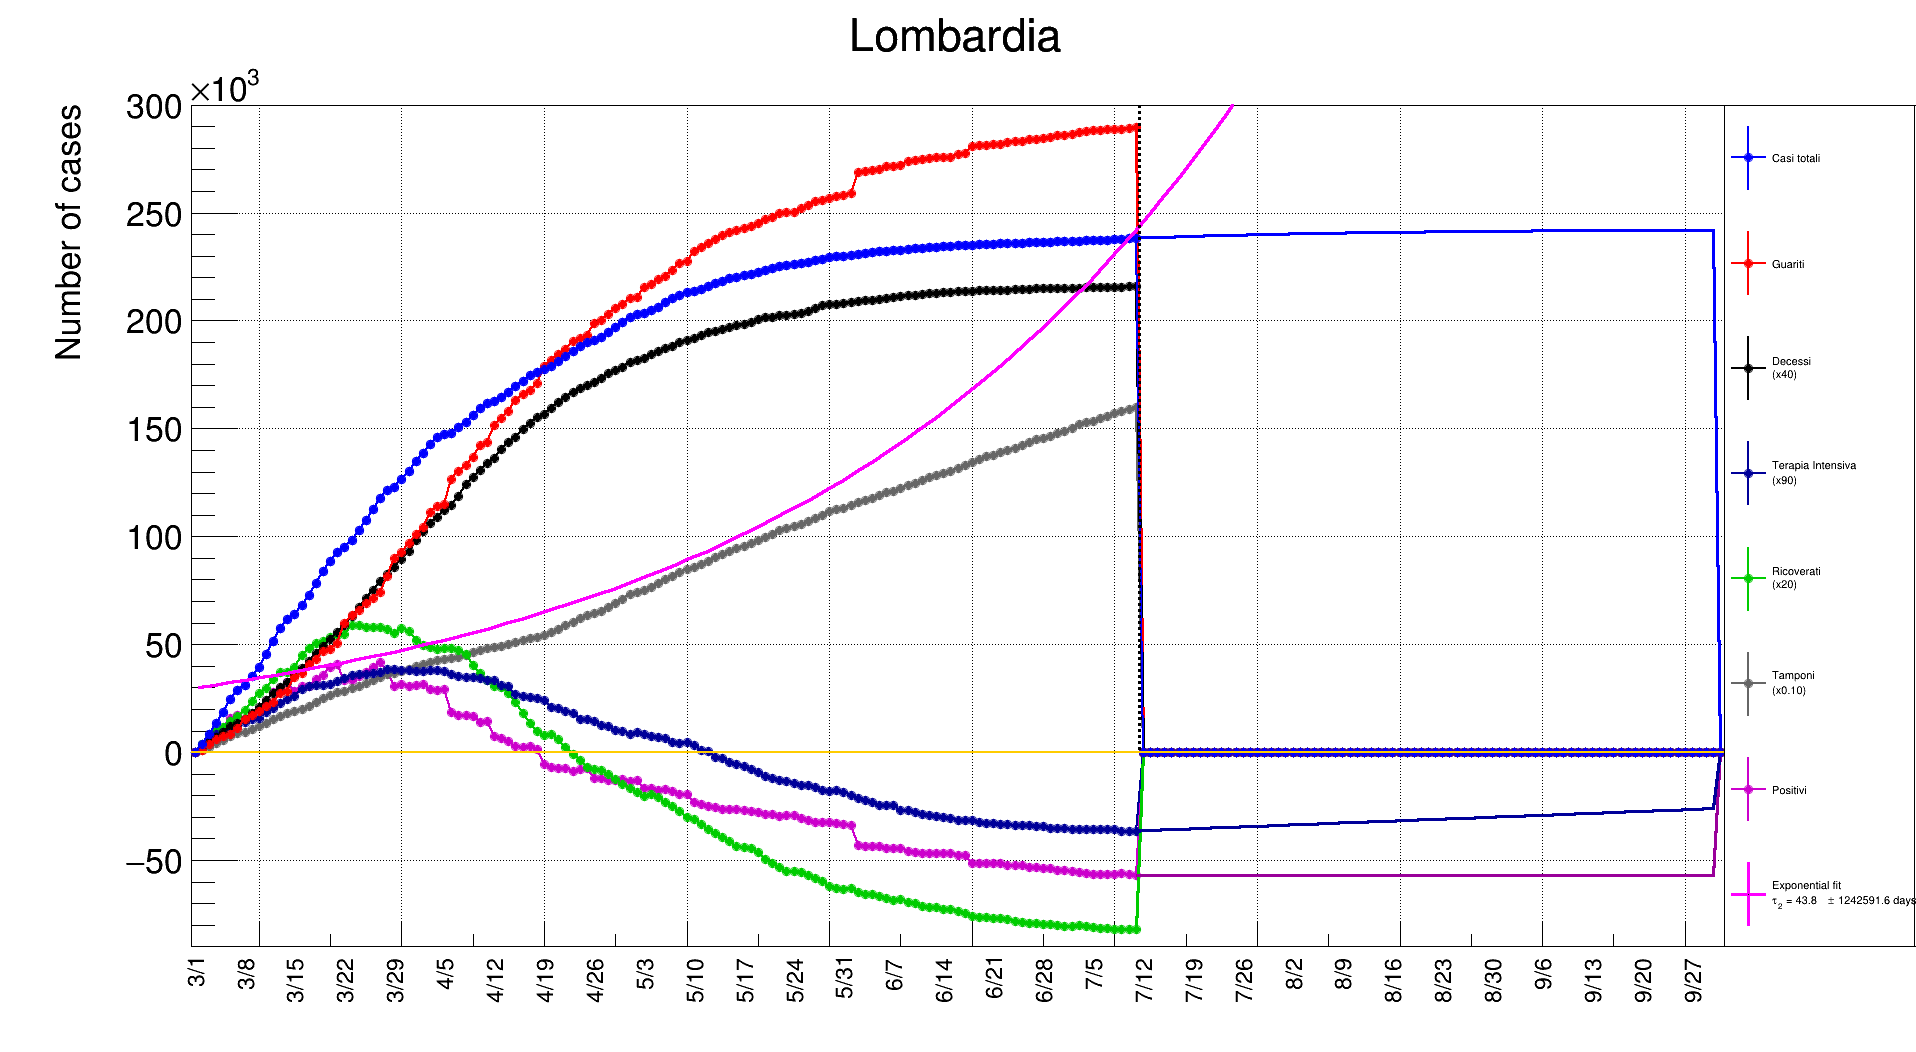 Lombardia
×10³
Number of cases
300
250
200
150
100
50
0
−50
3/1
3/8
3/15
3/22
3/29
4/5
4/12
4/19
4/26
5/3
5/10
5/17
5/24
5/31
6/7
6/14
6/21
6/28
7/5
7/12
7/19
7/26
8/2
8/9
8/16
8/23
8/30
9/6
9/13
9/20
9/27
Casi totali
Guariti
Decessi
(x40)
Terapia Intensiva
(x90)
Ricoverati
(x20)
Tamponi
(x0.10)
Positivi
Exponential fit
τ₂ = 43.8 ± 1242591.6 days